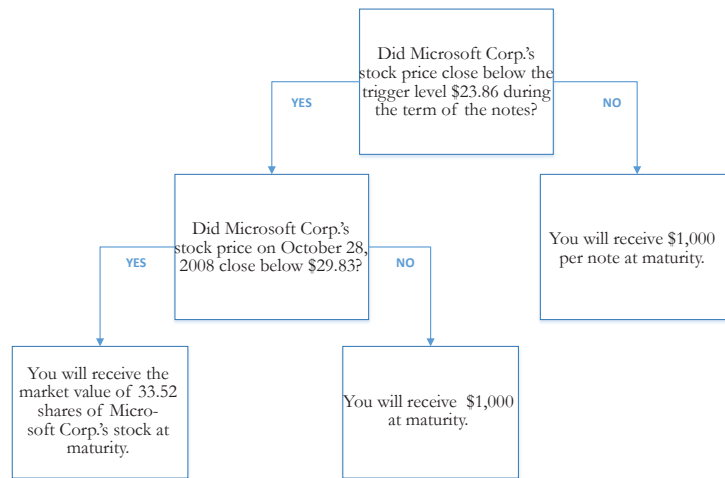 Did Microsoft Corp.'s
stock price close below the
trigger level $23.86 during
the term of the notes?
YES
NO
Did Microsoft Corp.'s
stock price on October 28,
2008 close below $29.83?
You will receive $1,000
per note at maturity.
YES
NO
You will receive the
market value of 33.52
shares of Micro-
soft Corp.'s stock at
maturity.
You will receive $1,000
at maturity.